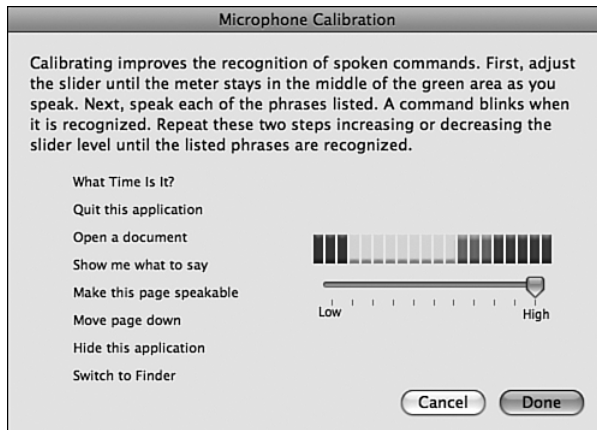 Microphone Calibration
Calibrating improves the recognition of spoken commands. First, adjust
the slider until the meter stays in the middle of the green area as you
speak. Next, speak each of the phrases listed. A command blinks when
it is recognized. Repeat these two steps increasing or decreasing the
slider level until the listed phrases are recognized.
What Time Is It?
Quit this application
Open a document
Show me what to say
Make this page speakable
Move page down
Hide this application
Switch to Finder
Low
High
Cancel
Done